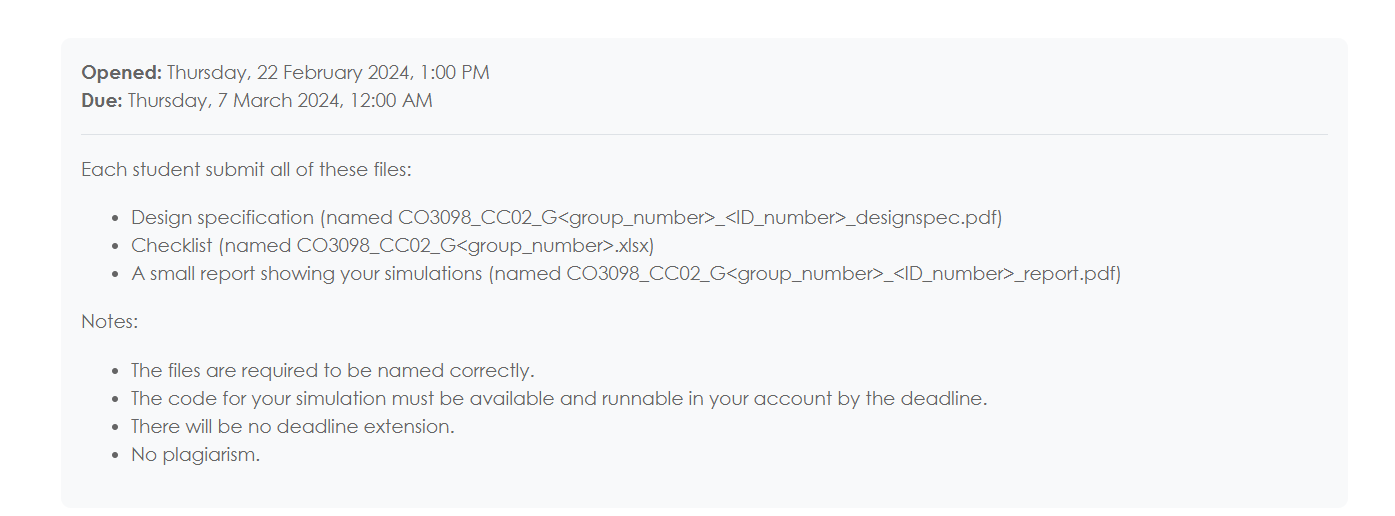 Opened: Thursday, 22 February 2024, 1:00 PM
Due: Thursday, 7 March 2024, 12:00 AM
Each student submit all of these files:
• Design specification (named CO3098_CC02_G<group_number>_<ID_number>_designspec.pdf)
• Checklist (named CO3098_CC02_G<group_number>.xlsx)
• A small report showing your simulations (named CO3098_CC02_G<group_number>_<ID_number>_report.pdf)
Notes:
• The files are required to be named correctly.
• The code for your simulation must be available and runnable in your account by the deadline.
• There will be no deadline extension.
• No plagiarism.